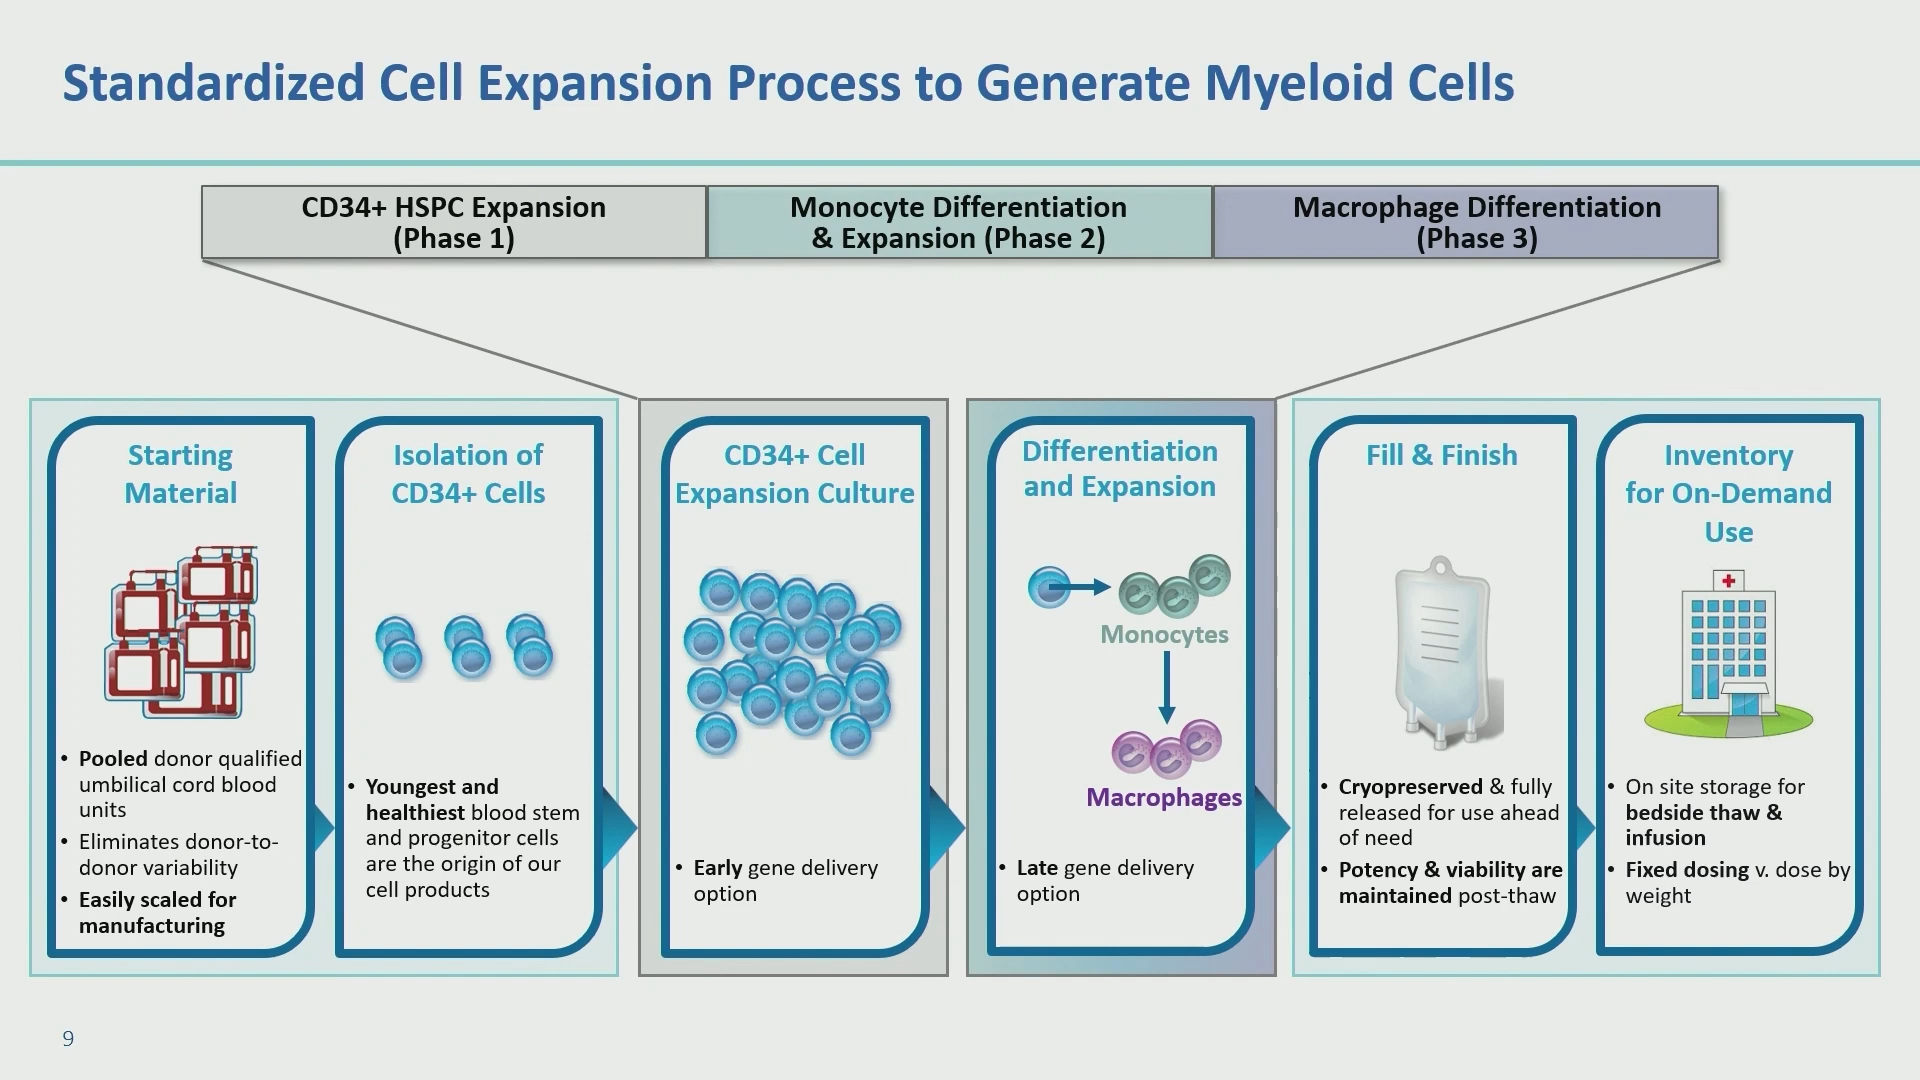 Standardized Cell Expansion Process to Generate Myeloid Cells
CD34+ HSPC Expansion
(Phase 1)
Monocyte Differentiation
& Expansion (Phase 2)
Macrophage Differentiation
(Phase 3)
Starting
Material
• Pooled donor qualified
umbilical cord blood
units
• Eliminates donor-to-
donor variability
• Easily scaled for
manufacturing
Isolation of
CD34+ Cells
• Youngest and
healthiest blood stem
and progenitor cells
are the origin of our
cell products
CD34+ Cell
Expansion Culture
• Early gene delivery
option
Differentiation
and Expansion
Monocytes
Macrophages
• Late gene delivery
option
Fill & Finish
• Cryopreserved & fully
released for use ahead
of need
• Potency & viability are
maintained post-thaw
Inventory
for On-Demand
Use
• On site storage for
bedside thaw &
infusion
• Fixed dosing v. dose by
weight
9